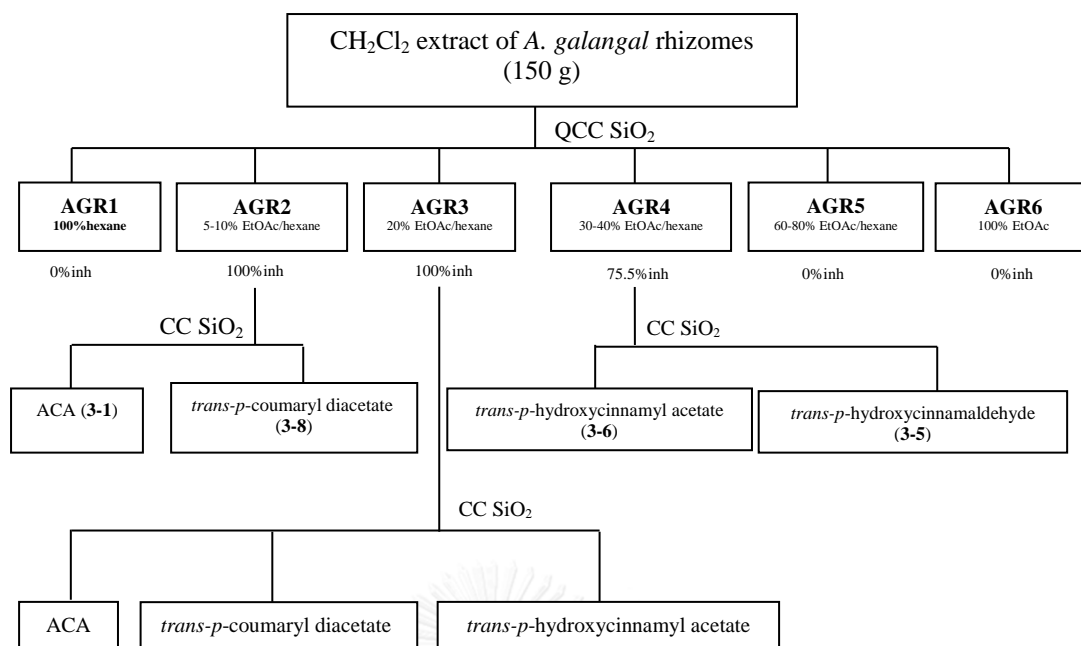 CH₂Cl₂ extract of A. galangal rhizomes
(150 g)
QCC SiO₂
AGR1
100%hexane
AGR2
5-10% EtOAc/hexane
AGR3
20% EtOAc/hexane
AGR4
30-40% EtOAc/hexane
AGR5
60-80% EtOAc/hexane
AGR6
100% EtOAc
0%inh
100%inh
100%inh
75.5%inh
0%inh
0%inh
CC SiO₂
CC SiO₂
ACA (3-1)
trans-p-coumaryl diacetate
(3-8)
trans-p-hydroxycinnamyl acetate
(3-6)
trans-p-hydroxycinnamaldehyde
(3-5)
CC SiO₂
ACA
trans-p-coumaryl diacetate
trans-p-hydroxycinnamyl acetate